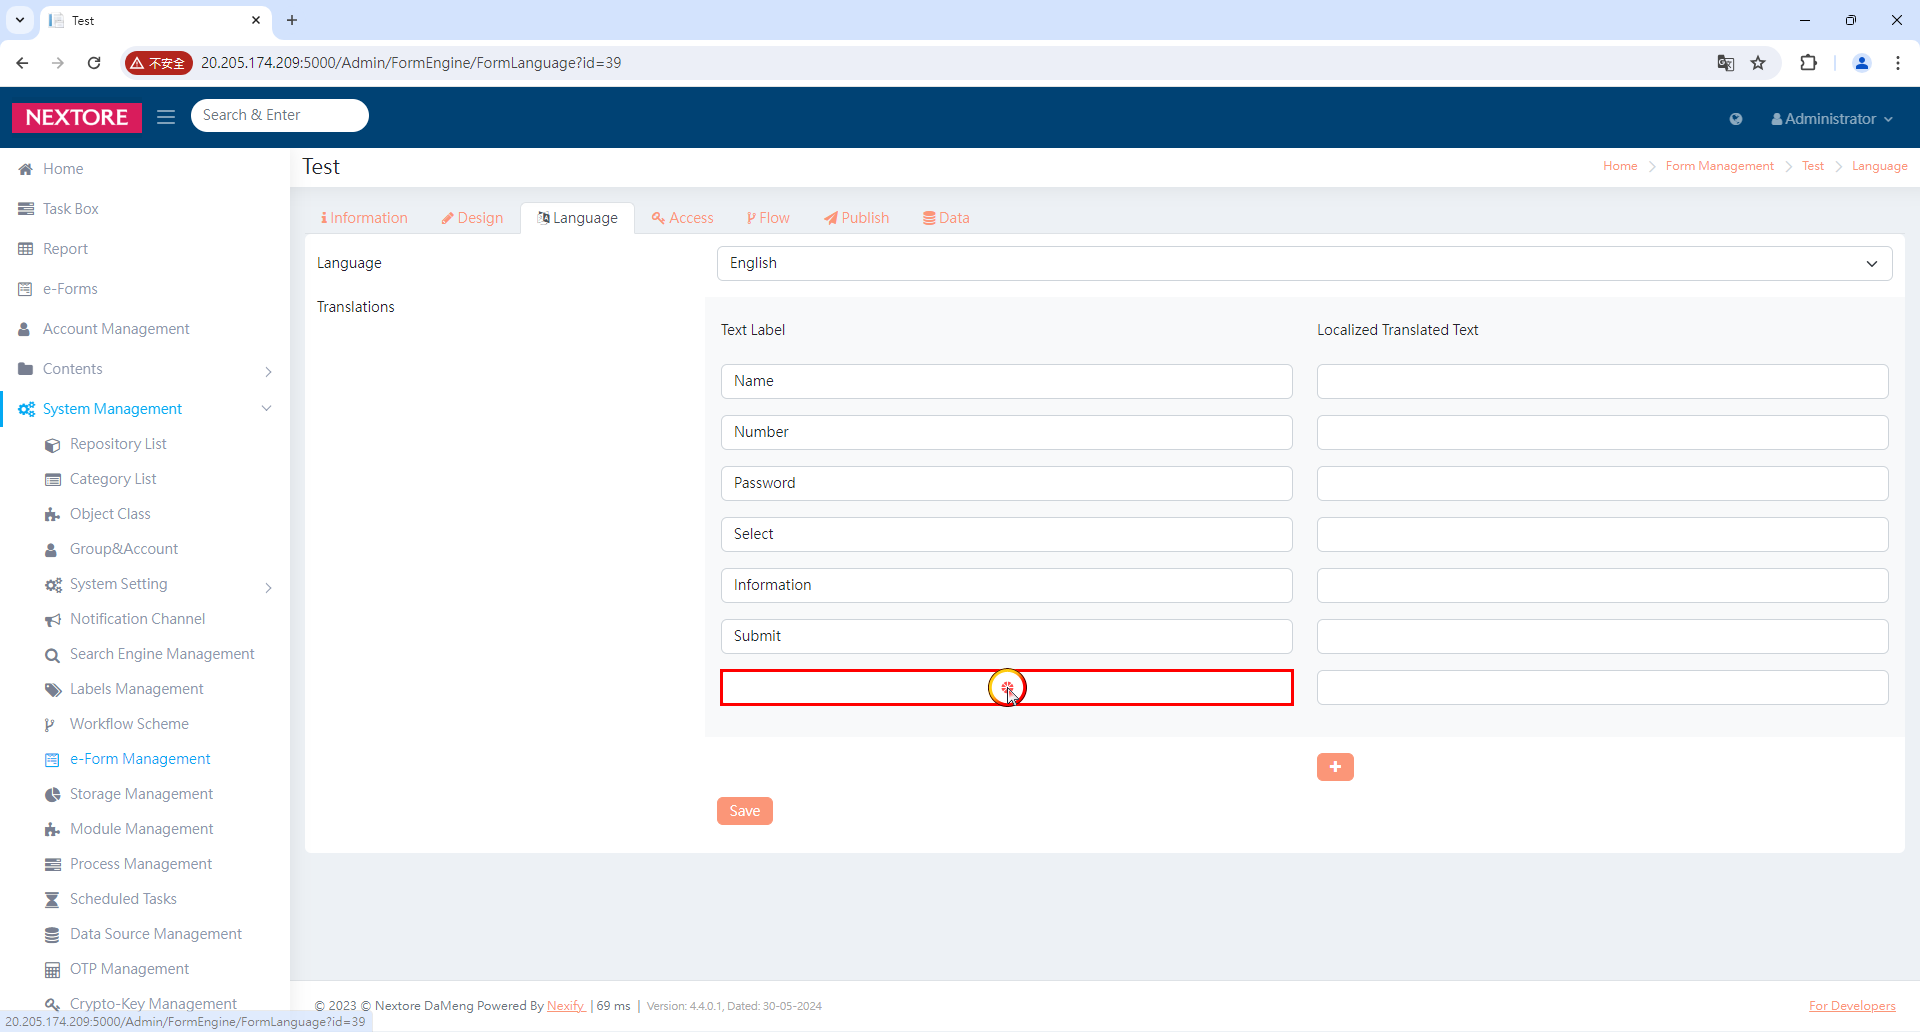 Test
不安全
20.205.174.209:5000/Admin/FormEngine/FormLanguage?id=39
NEXTORE
Search & Enter
Administrator
Home
Task Box
Report
e-Forms
Account Management
Contents
System Management
Repository List
Category List
Object Class
Group&Account
System Setting
Notification Channel
Search Engine Management
Labels Management
Workflow Scheme
e-Form Management
Storage Management
Module Management
Process Management
Scheduled Tasks
Data Source Management
OTP Management
Crypto-Key Management
20.205.174.209:5000/Admin/FormEngine/FormLanguage?id=39
Test
Home > Form Management > Test > Language
Information Design Language Access Flow Publish Data
Language English
Translations
Text Label Localized Translated Text
Name
Number
Password
Select
Information
Submit
+
Save
© 2023 © Nextore DaMeng Powered By Nexify | 69 ms | Version: 4.4.0.1, Dated: 30-05-2024
For Developers